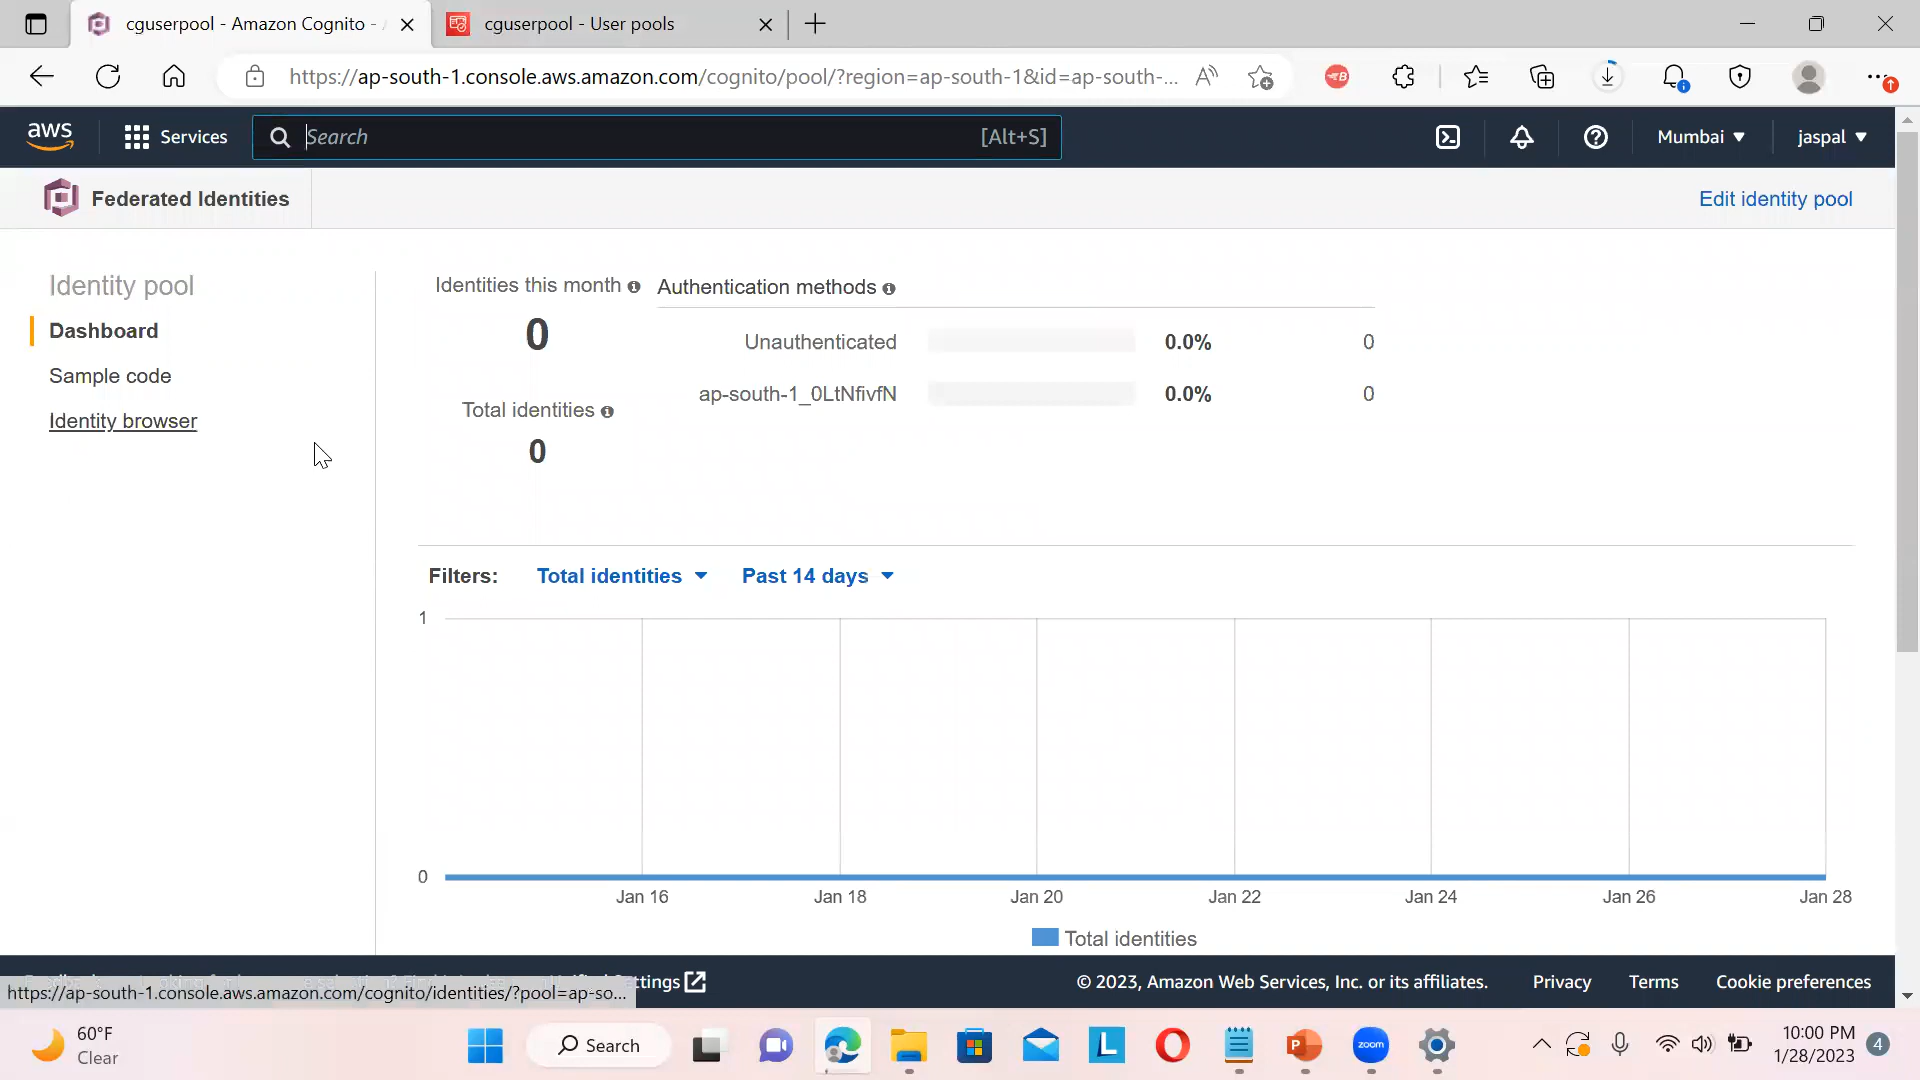 cguserpool - Amazon Cognito -
cguserpool - User pools
https://ap-south-1.console.aws.amazon.com/cognito/pool/?region=ap-south-1&id=ap-south-...
aws
Services
Search
[Alt+S]
Mumbai
jaspal
Federated Identities
Edit identity pool
Identity pool
Dashboard
Sample code
Identity browser
Identities this month
0
Total identities
0
Authentication methods
Unauthenticated 0.0% 0
ap-south-1_0LtNfivfN 0.0% 0
Filters: Total identities Past 14 days
1
0
Jan 16 Jan 18 Jan 20 Jan 22 Jan 24 Jan 26 Jan 28
Total identities
© 2023, Amazon Web Services, Inc. or its affiliates. Privacy Terms Cookie preferences
https://ap-south-1.console.aws.amazon.com/cognito/identities/?pool=ap-so...
60°F
Clear
Search
L
zoom
10:00 PM
1/28/2023
4